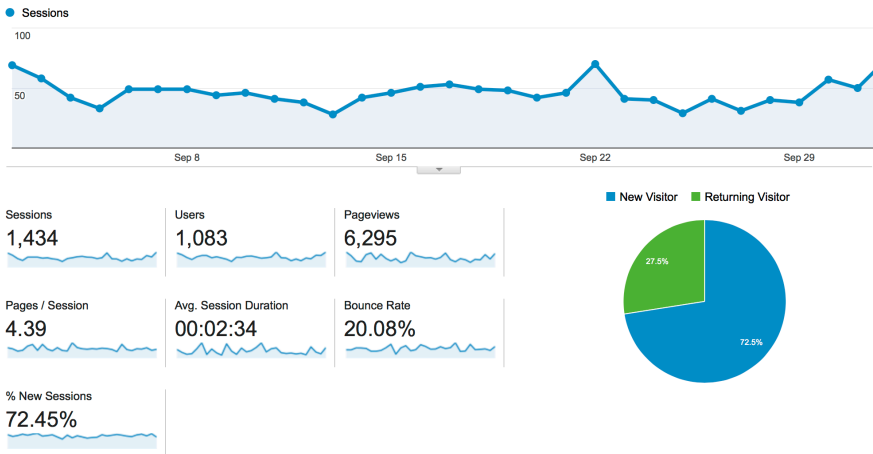 Sessions
100
50
Sep 8
Sep 15
Sep 22
Sep 29
New Visitor
Returning Visitor
Sessions
1,434
Users
1,083
Pageviews
6,295
27.5%
72.5%
Pages / Session
4.39
Avg. Session Duration
00:02:34
Bounce Rate
20.08%
% New Sessions
72.45%